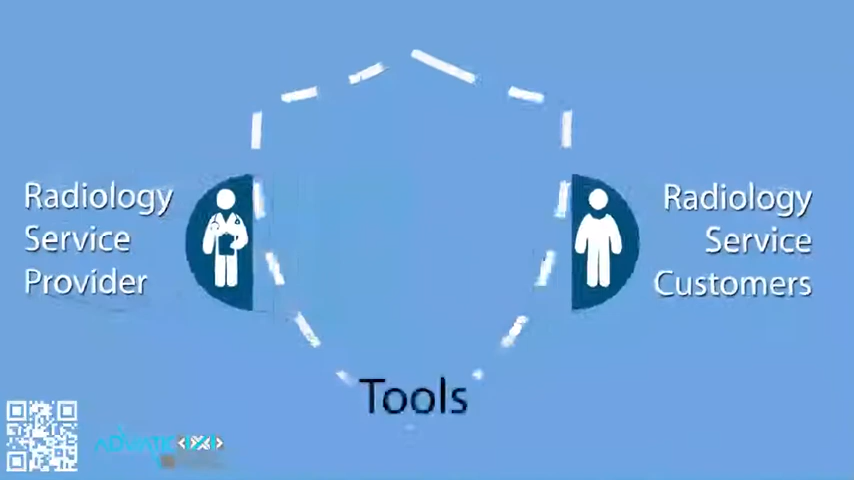 Radiology
Service
Provider
Radiology
Service
Customers
Tools